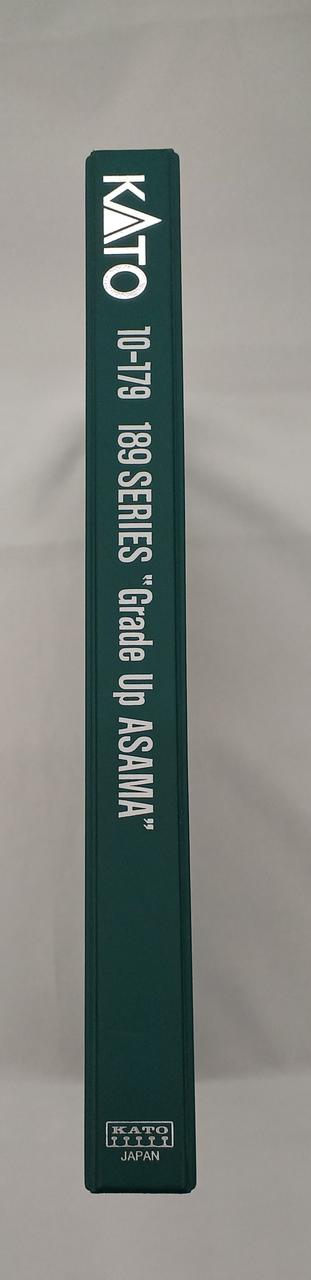 KATO 10-179 189 SERIES "Grade Up ASAMA”
KATO
JAPAN